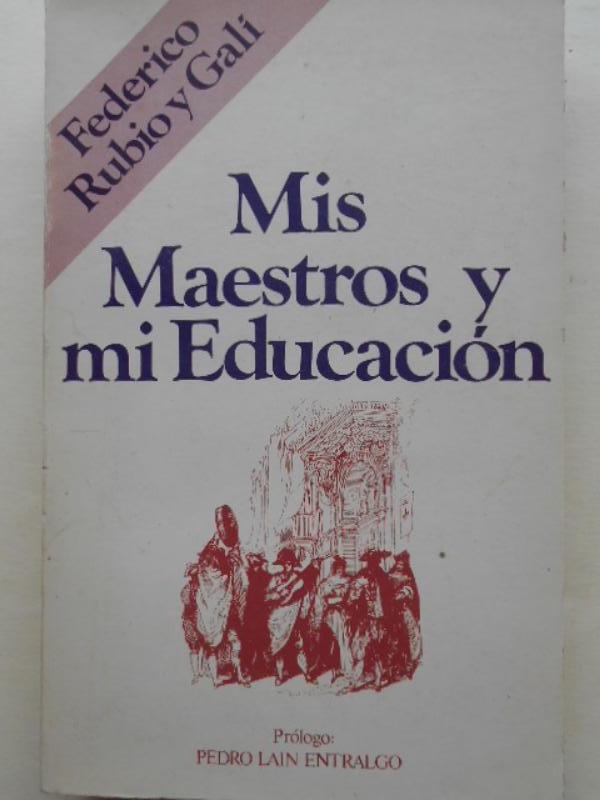 Federico
Rubio y Galí
Mis
Maestros y
mi Educación
Prólogo:
PEDRO LAIN ENTRALGO